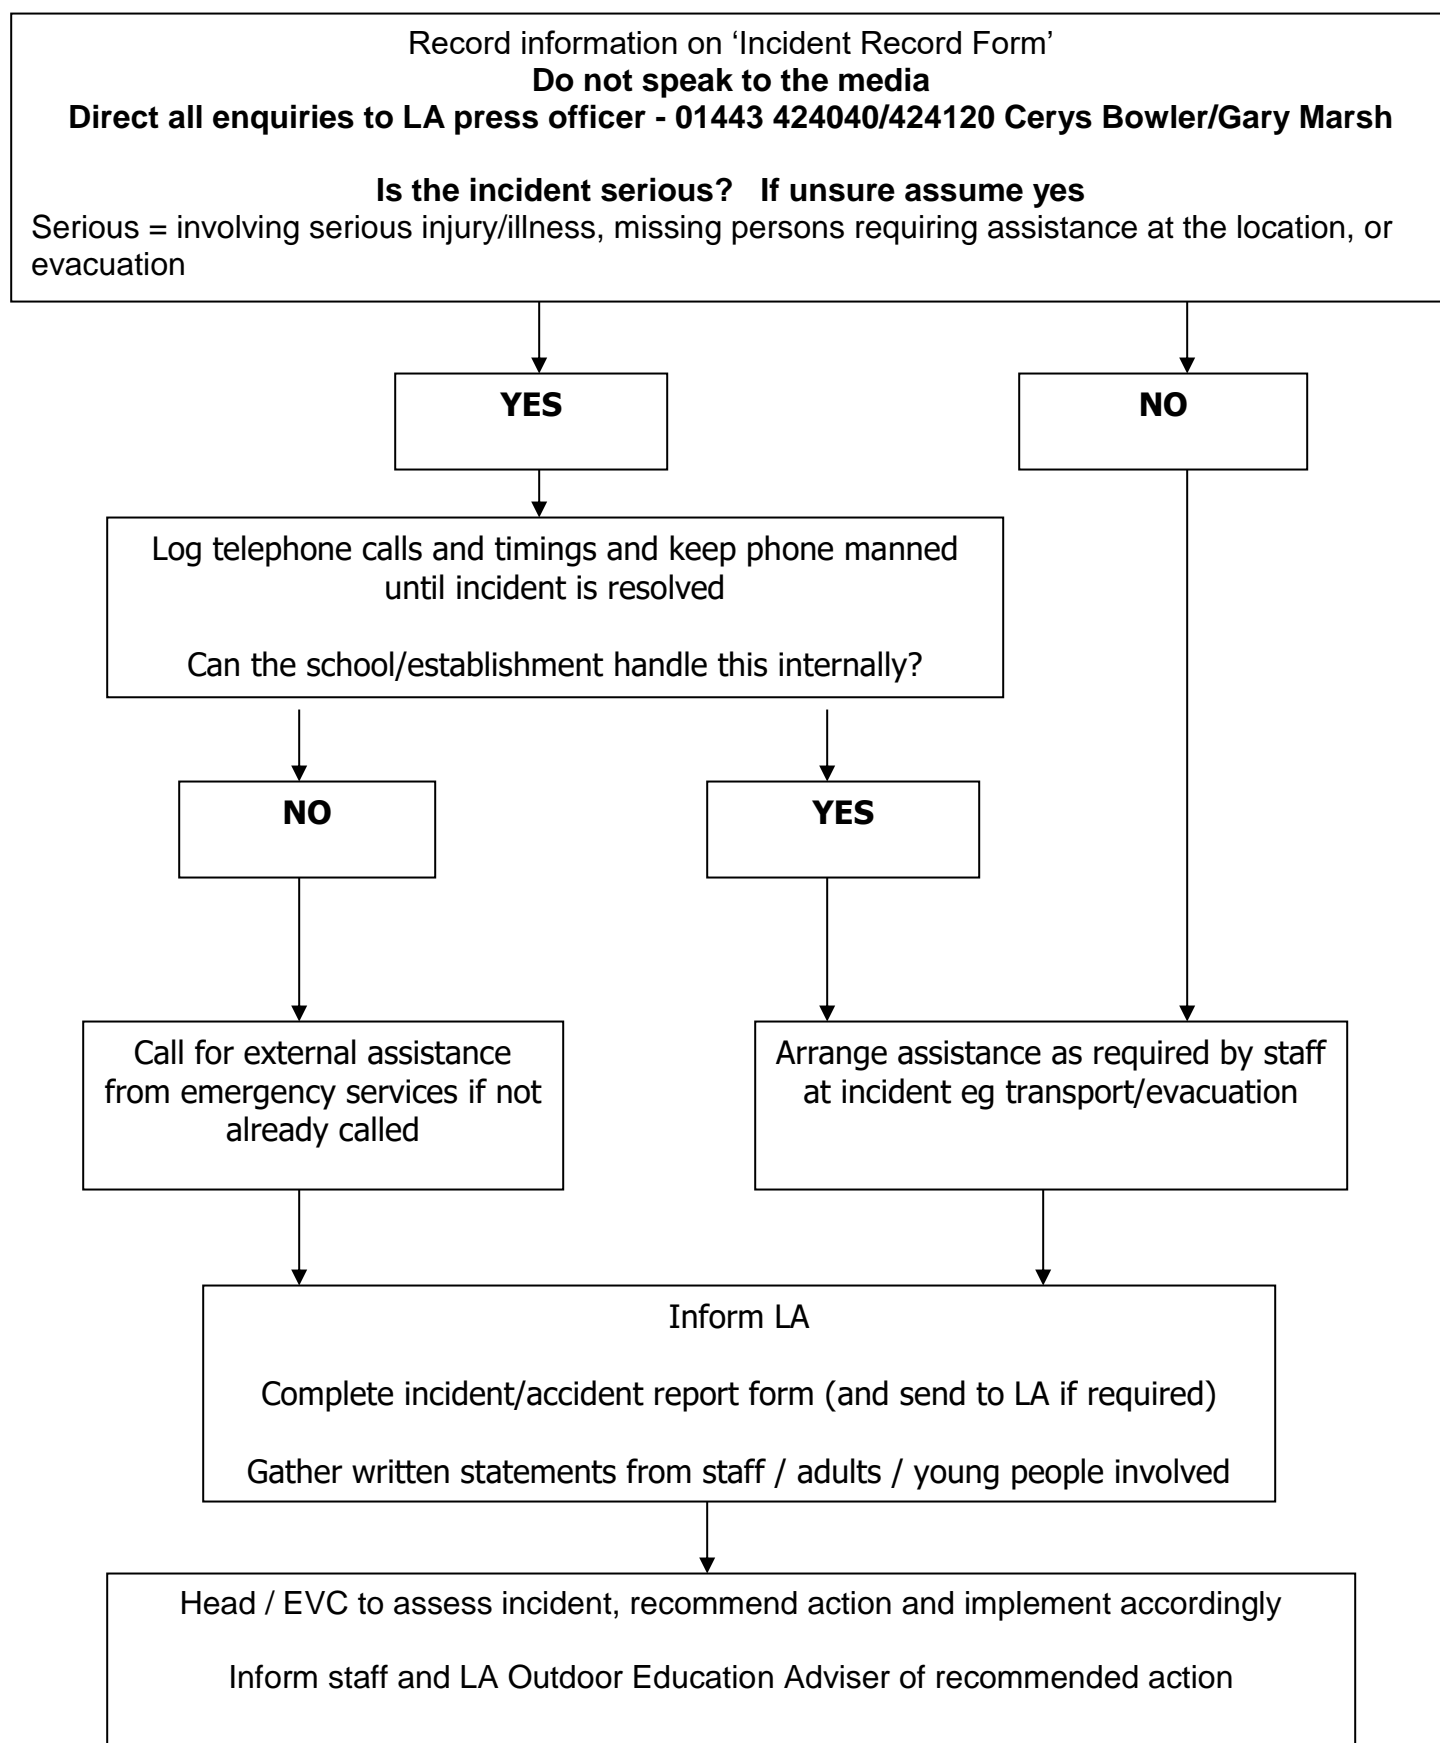 Record information on ‘Incident Record Form’
Do not speak to the media
Direct all enquiries to LA press officer - 01443 424040/424120 Cerys Bowler/Gary Marsh
Is the incident serious?   If unsure assume yes
Serious = involving serious injury/illness, missing persons requiring assistance at the location, or
evacuation
YES
NO
Log telephone calls and timings and keep phone manned
until incident is resolved
Can the school/establishment handle this internally?
NO
YES
Call for external assistance
from emergency services if not
already called
Arrange assistance as required by staff
at incident eg transport/evacuation
Inform LA
Complete incident/accident report form (and send to LA if required)
Gather written statements from staff / adults / young people involved
Head / EVC to assess incident, recommend action and implement accordingly
Inform staff and LA Outdoor Education Adviser of recommended action